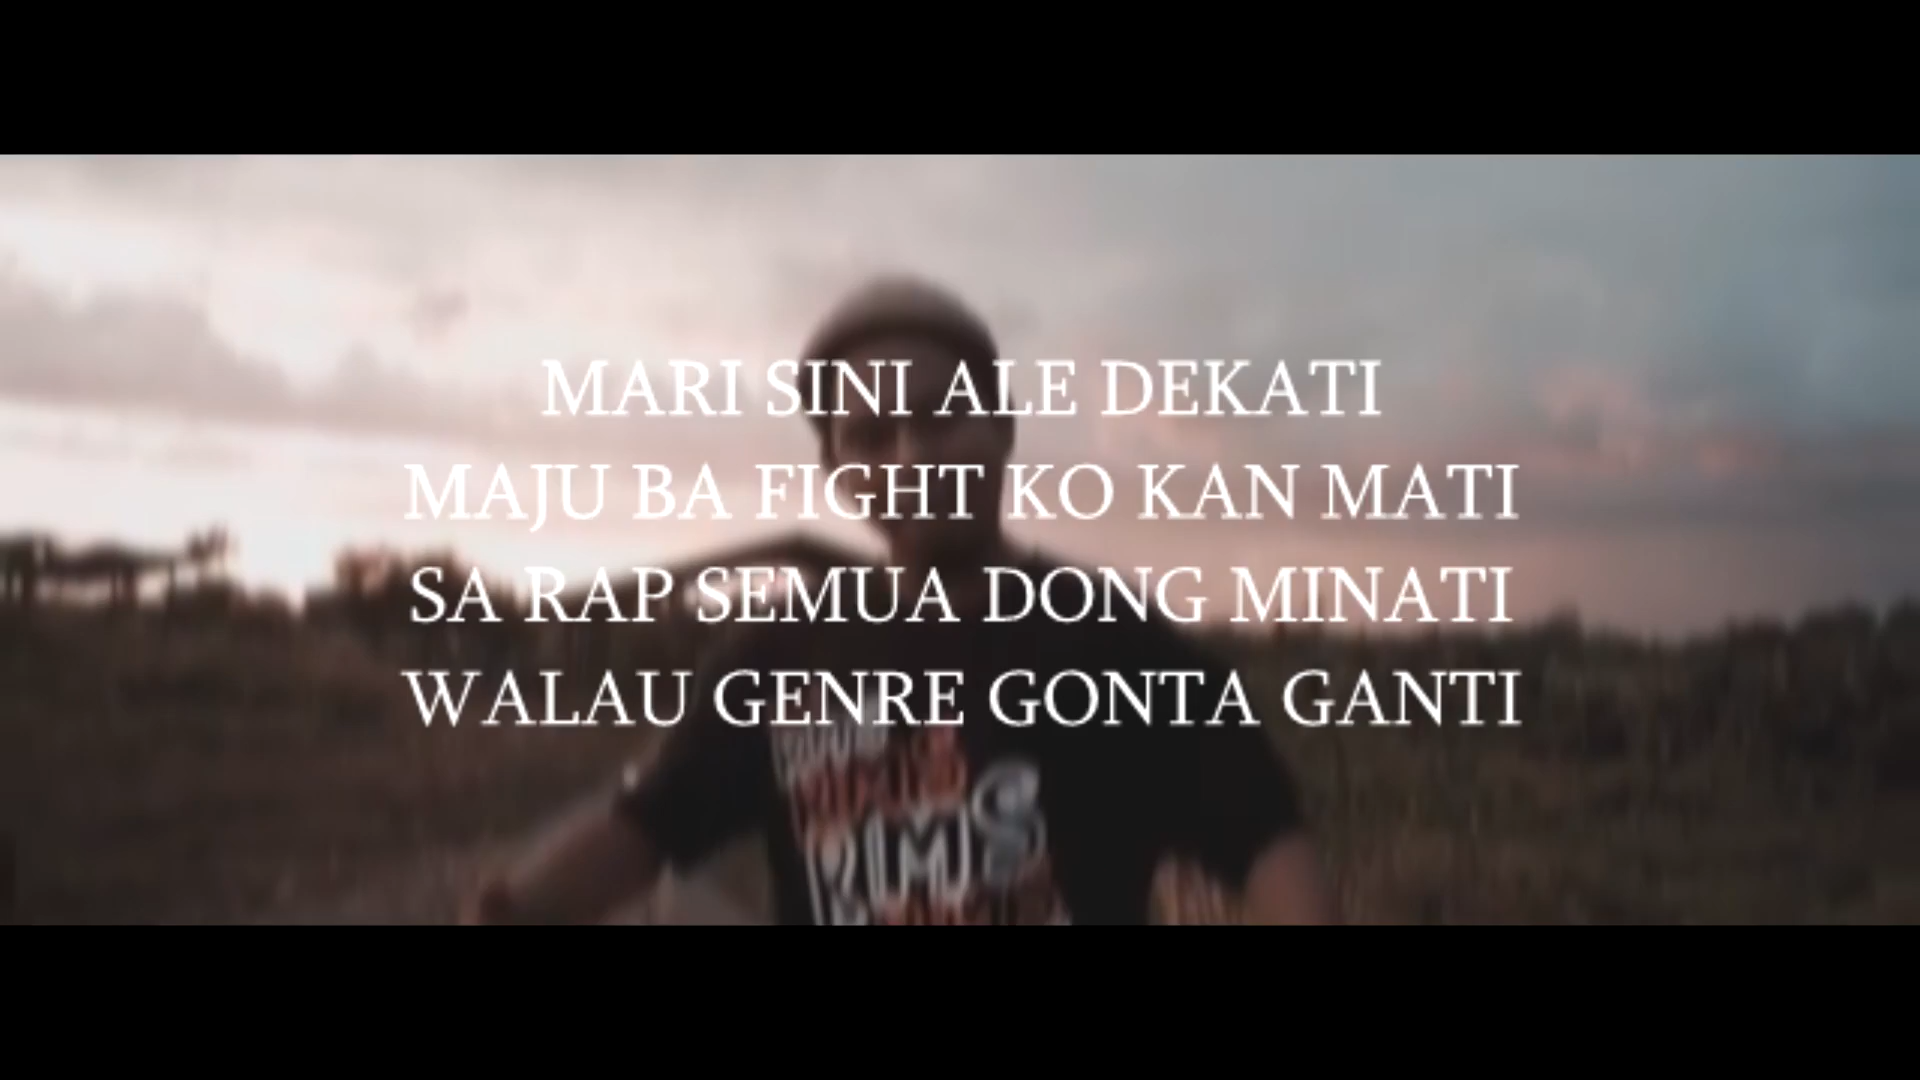 MARI SINI ALE DEKATI
MAJU BA FIGHT KO KAN MATI
SA RAP SEMUA DONG MINATI
WALAU GENRE GONTA GANTI